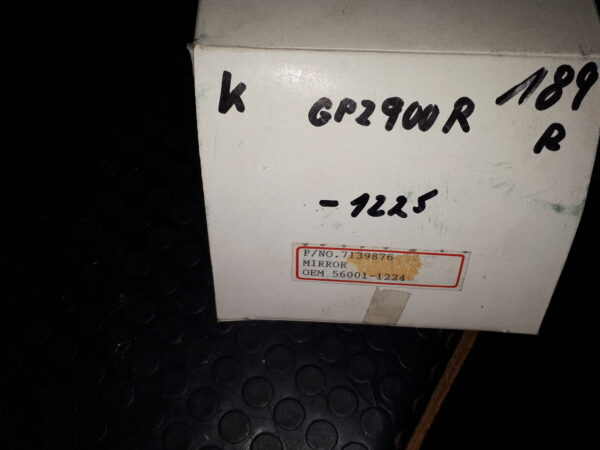 K GPZ900R 189
R
-1225
P/NO.7139876
MIRROR
OEM 56001-1224